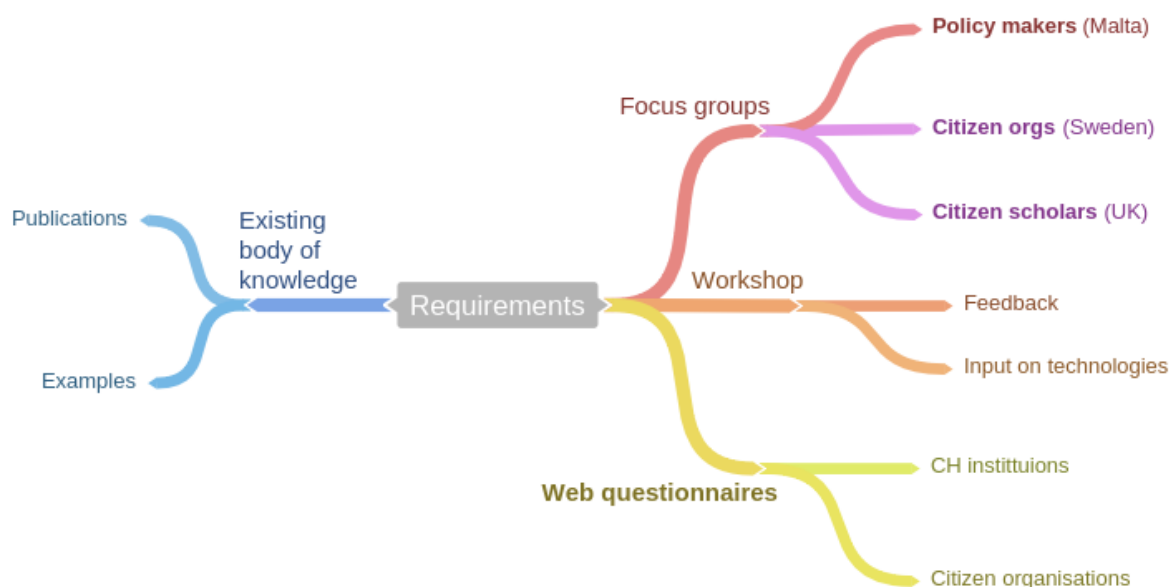 Policy makers (Malta)
Focus groups
Citizen orgs (Sweden)
Citizen scholars (UK)
Publications
Existing
body of
knowledge
Workshop
Requirements
Feedback
Input on technologies
Examples
CH instittuions
Web questionnaires
Citizen organisations